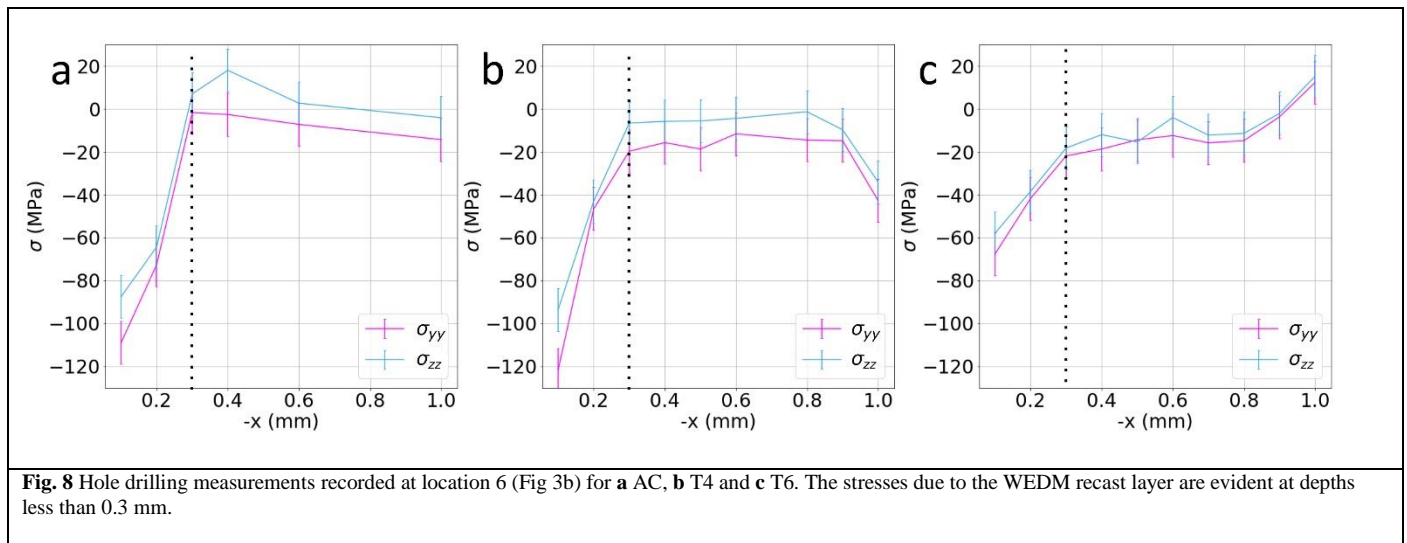 a
20
0
−20
−40
−60
−80
−100
−120
σ (MPa)
0.2 0.4 0.6 0.8 1.0
-x (mm)
σyy
σzz
b
20
0
−20
−40
−60
−80
−100
−120
σ (MPa)
0.2 0.4 0.6 0.8 1.0
-x (mm)
σyy
σzz
c
20
0
−20
−40
−60
−80
−100
−120
σ (MPa)
0.2 0.4 0.6 0.8 1.0
-x (mm)
σyy
σzz
Fig. 8 Hole drilling measurements recorded at location 6 (Fig 3b) for a AC, b T4 and c T6. The stresses due to the WEDM recast layer are evident at depths
less than 0.3 mm.